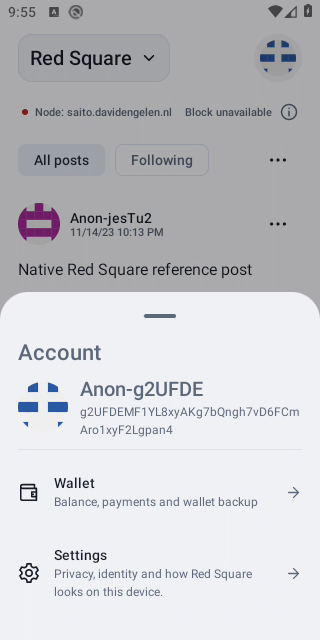 9:55
Red Square
Node: saito.davidengelen.nl Block unavailable
All posts Following
Anon-jesTu2
11/14/23 10:13 PM
Native Red Square reference post
Account
Anon-g2UFDE
g2UFDEMF1YL8xyAKg7bQngh7vD6FCm
Aro1xyF2Lgpan4
Wallet
Balance, payments and wallet backup
Settings
Privacy, identity and how Red Square
looks on this device.